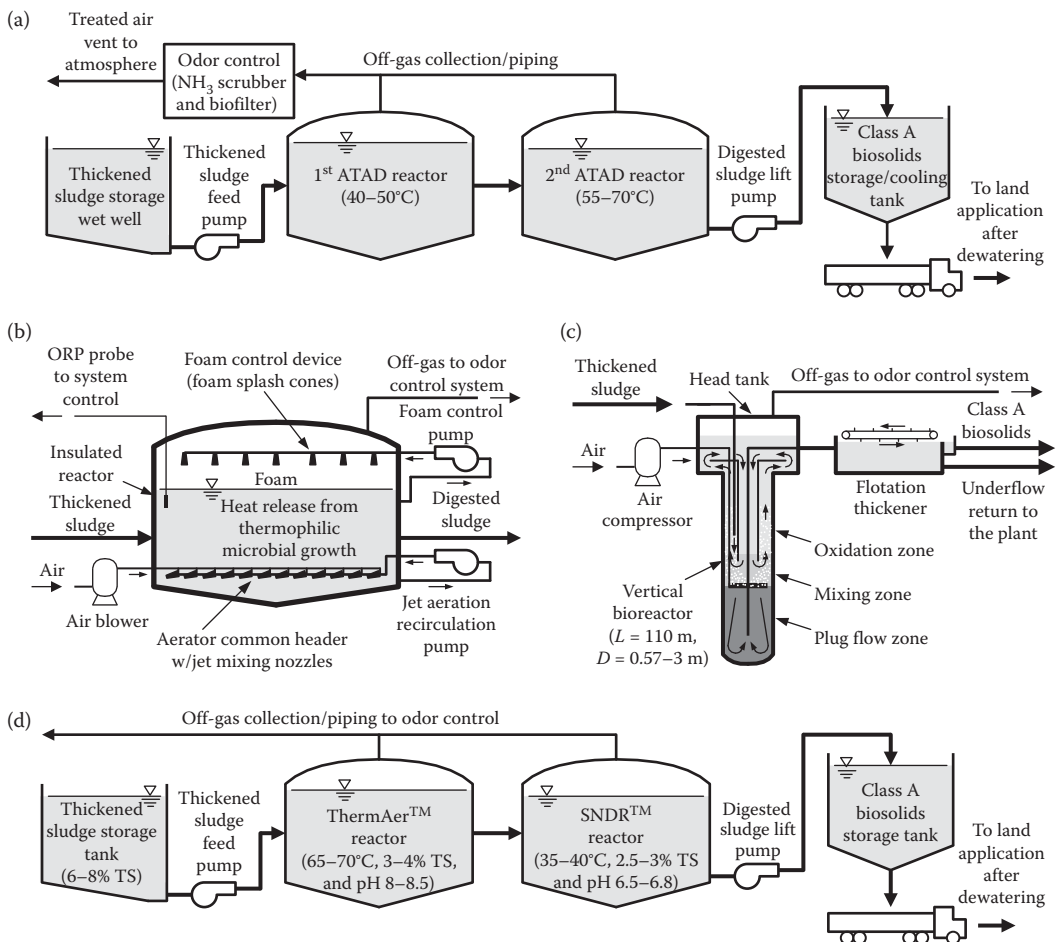 (a)
Treated air
vent to
atmosphere
Odor control
(NH3 scrubber
and biofilter)
Off-gas collection/piping
Thickened
sludge storage
wet well
Thickened
sludge
feed
pump
1st ATAD reactor
(40–50°C)
2nd ATAD reactor
(55–70°C)
Digested
sludge lift
pump
Class A
biosolids
storage/cooling
tank
To land
application
after
dewatering
(b)
ORP probe
to system
control
Foam control device
(foam splash cones)
Off-gas to odor
control system
Foam control
pump
Insulated
reactor
Thickened
sludge
Foam
Heat release from
thermophilic
microbial growth
Digested
sludge
Air
Air blower
Aerator common header
w/jet mixing nozzles
Jet aeration
recirculation
pump
(c)
Thickened
sludge
Head tank
Off-gas to odor control system
Class A
biosolids
Air
Air
compressor
Flotation
thickener
Underflow
return to
the plant
Oxidation zone
Vertical
bioreactor
(L = 110 m,
D = 0.57–3 m)
Mixing zone
Plug flow zone
(d)
Off-gas collection/piping to odor control
Thickened
sludge storage
tank
(6–8% TS)
Thickened
sludge
feed
pump
ThermAer™
reactor
(65–70°C, 3–4% TS,
and pH 8–8.5)
SNDR™
reactor
(35–40°C, 2.5–3% TS
and pH 6.5–6.8)
Digested
sludge lift
pump
Class A
biosolids
storage tank
To land
application
after
dewatering